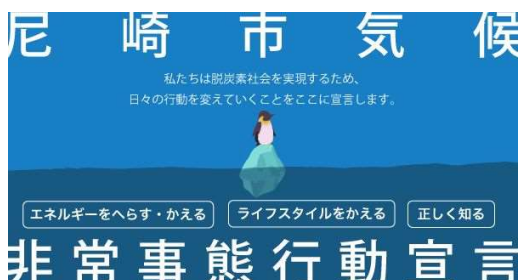 尼崎市気候
私たちは脱炭素社会を実現するため、
日々の行動を変えていくことをここに宣言します。
エネルギーをへらす・かえる ライフスタイルをかえる 正しく知る
非常事態行動宣言